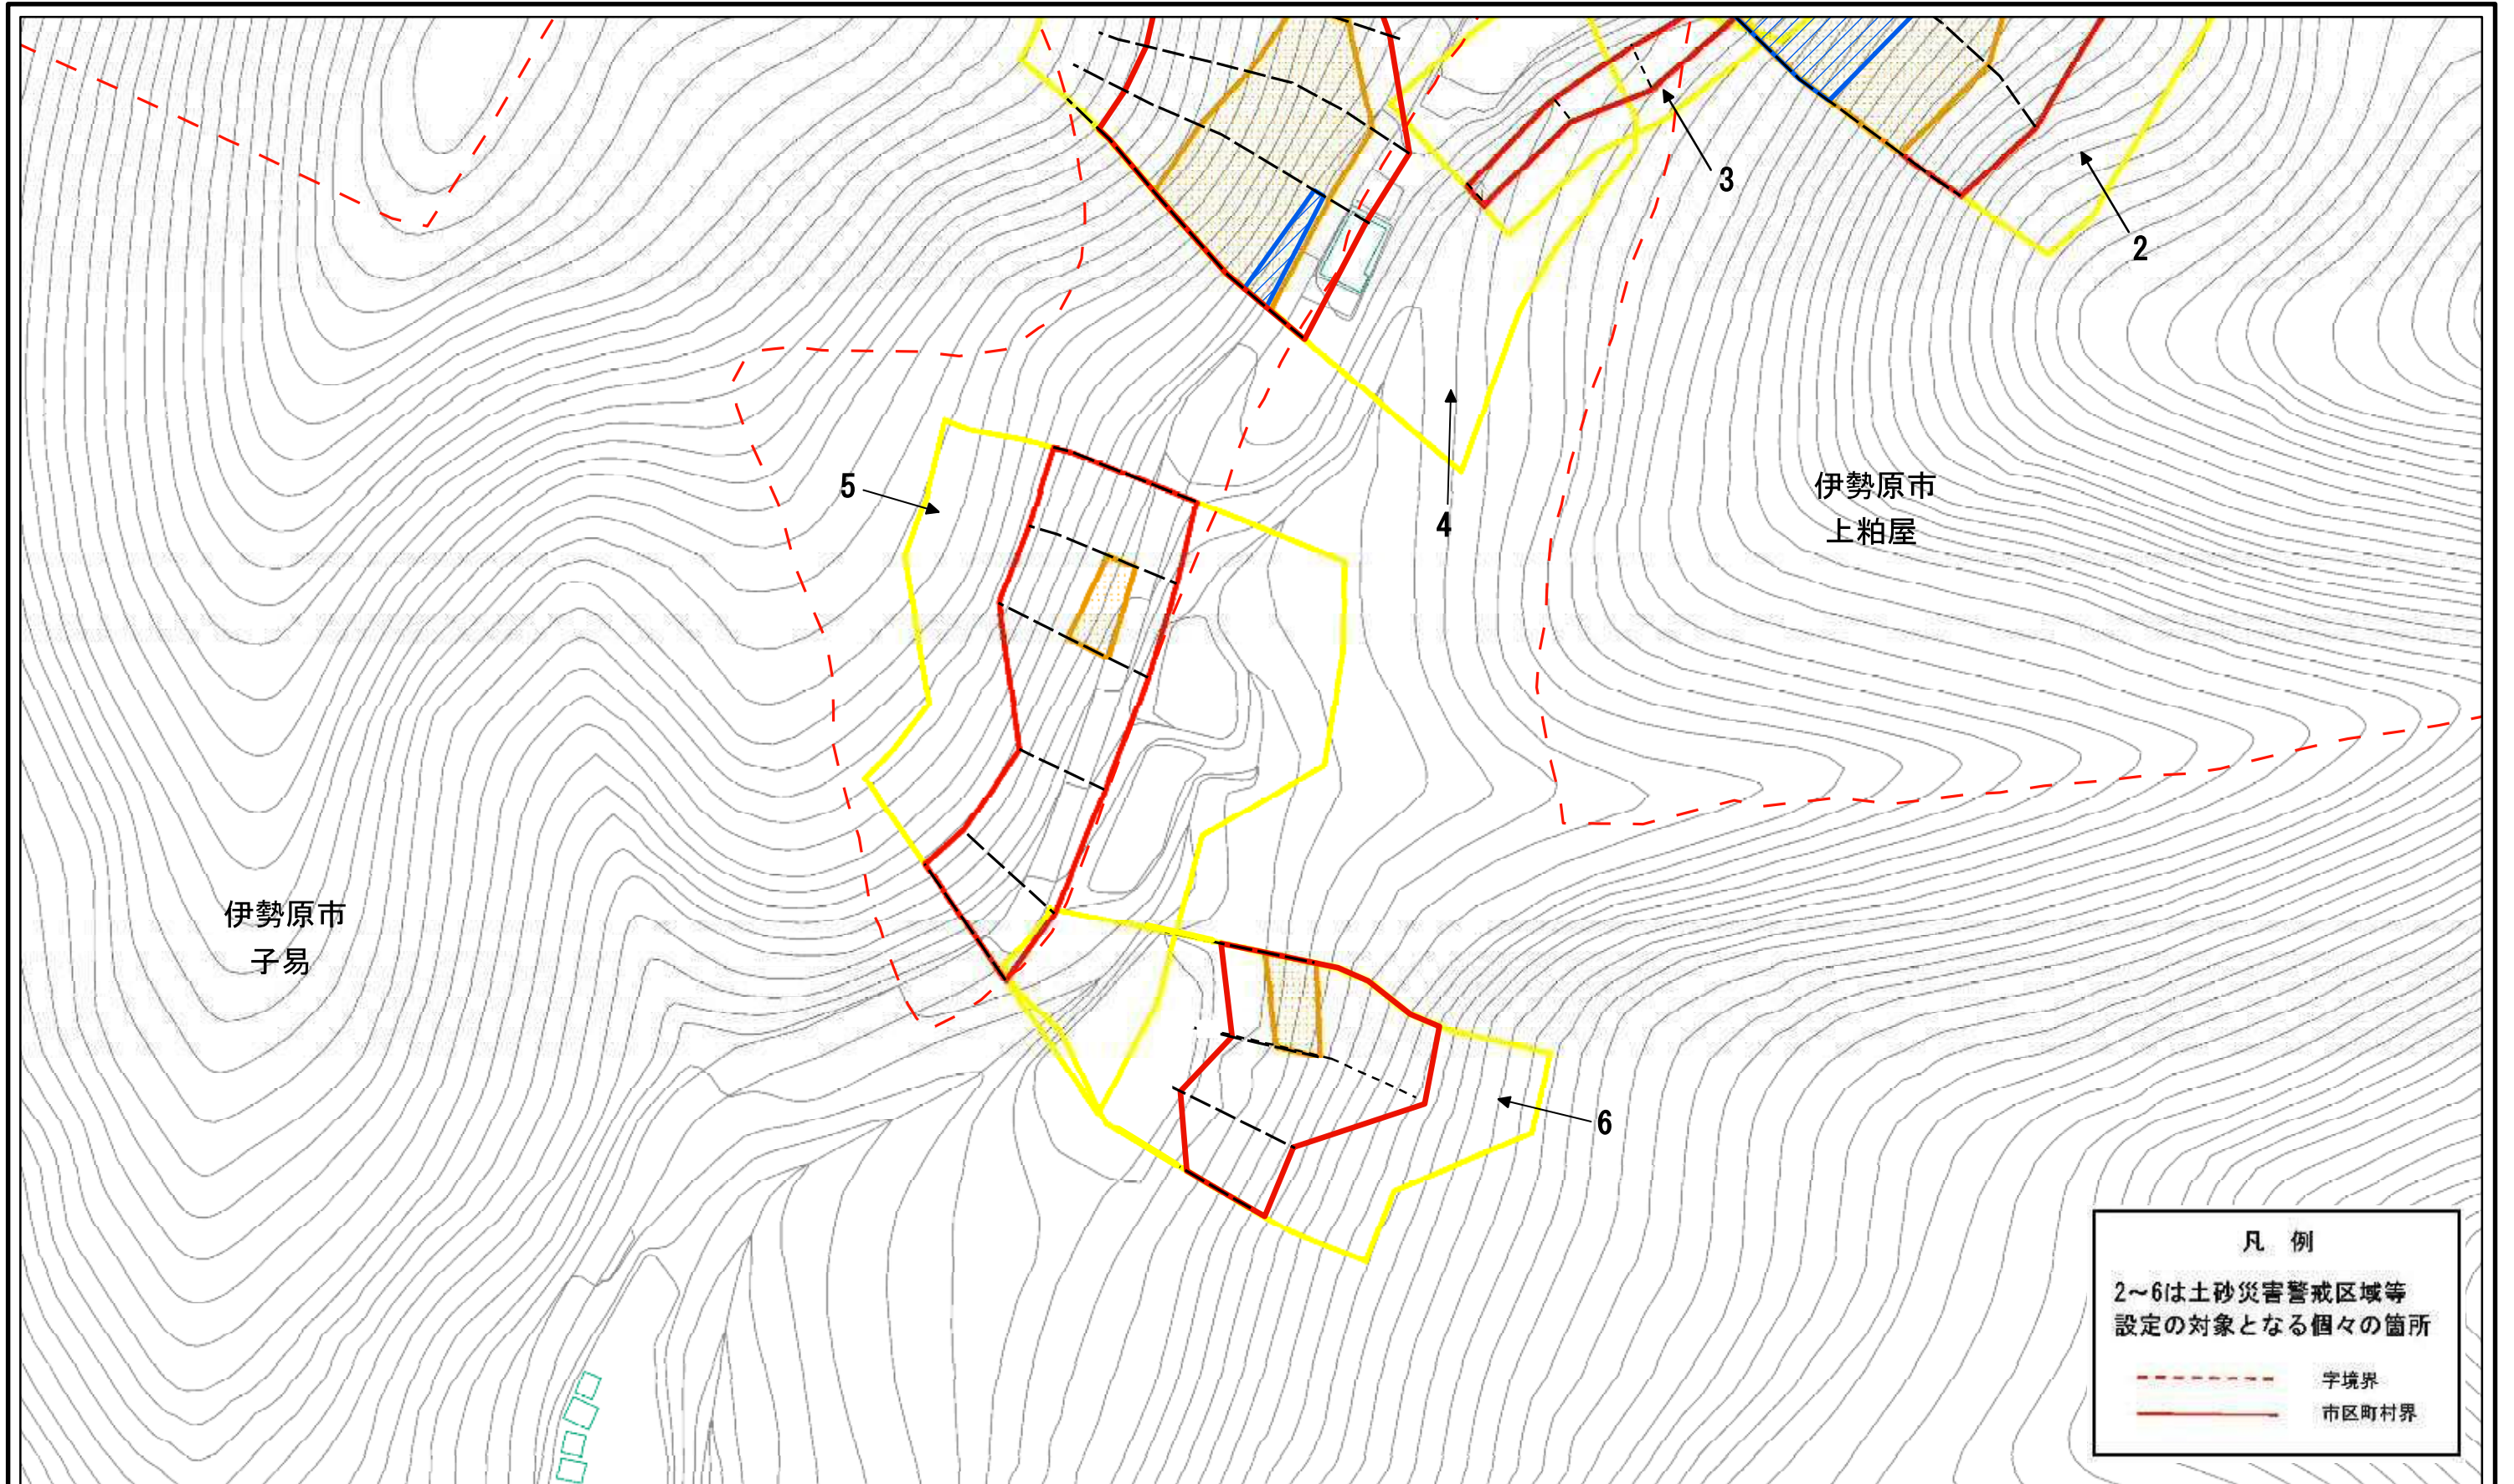 3
2
5
4
伊勢原市
上粕屋
伊勢原市
子易
6
凡 例
2~6は土砂災害警戒区域等
設定の対象となる個々の箇所
字境界
市区町村界